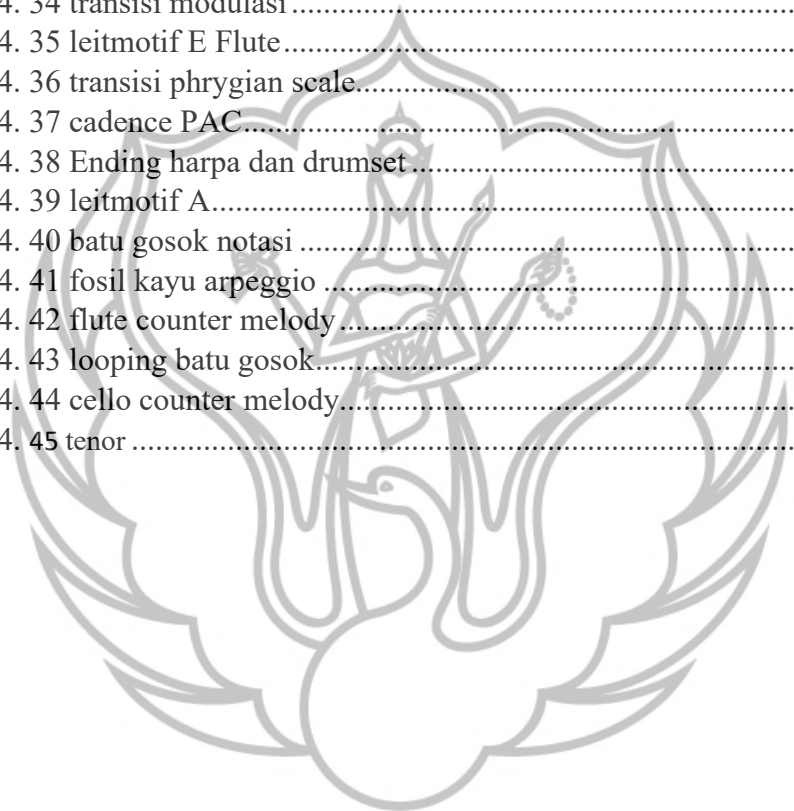 4. 34 transisi modulasi................................................................
4. 35 leitmotif E Flute.................................................................
4. 36 transisi phrygian scale........................................................
4. 37 cadence PAC......................................................................
4. 38 Ending harpa dan drumset................................................
4. 39 leitmotif A..........................................................................
4. 40 batu gosok notasi ..............................................................
4. 41 fosil kayu arpeggio ...........................................................
4. 42 flute counter melody.........................................................
4. 43 looping batu gosok............................................................
4. 44 cello counter melody.........................................................
4. 45 tenor ...................................................................................